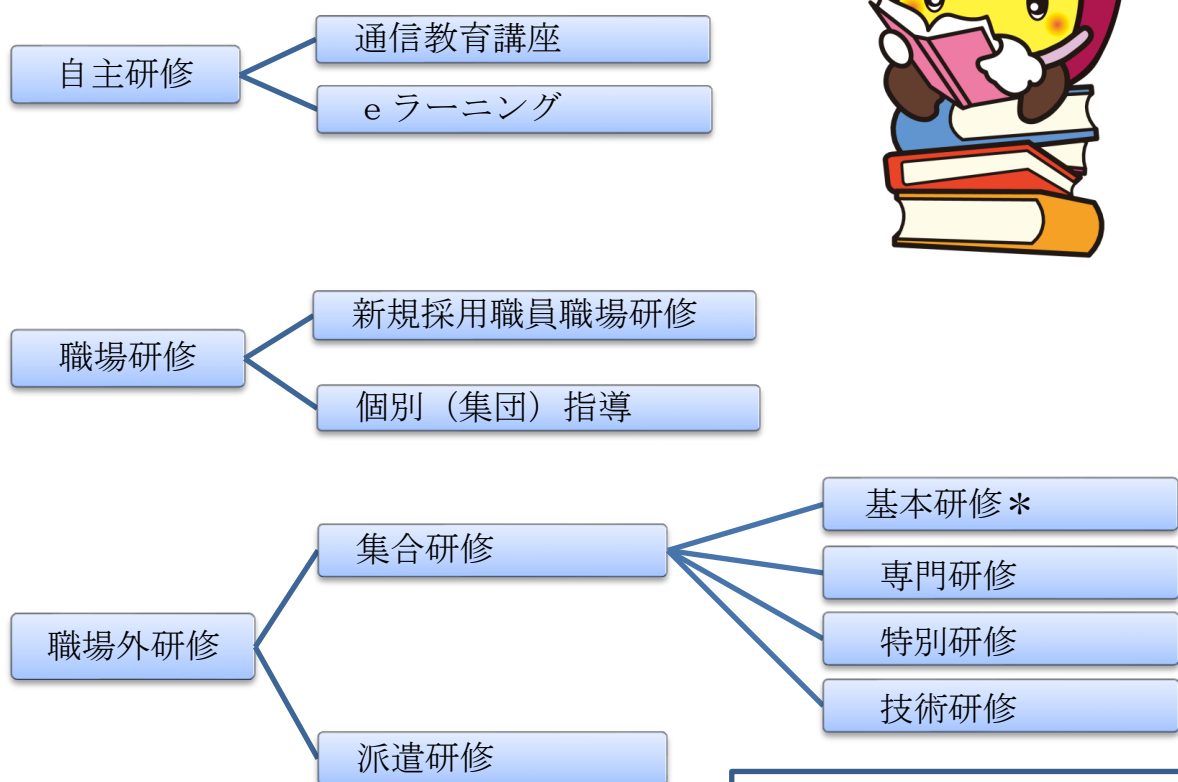 自主研修
通信教育講座
eラーニング
職場研修
新規採用職員職場研修
個別（集団）指導
職場外研修
集合研修
基本研修＊
専門研修
特別研修
技術研修
派遣研修